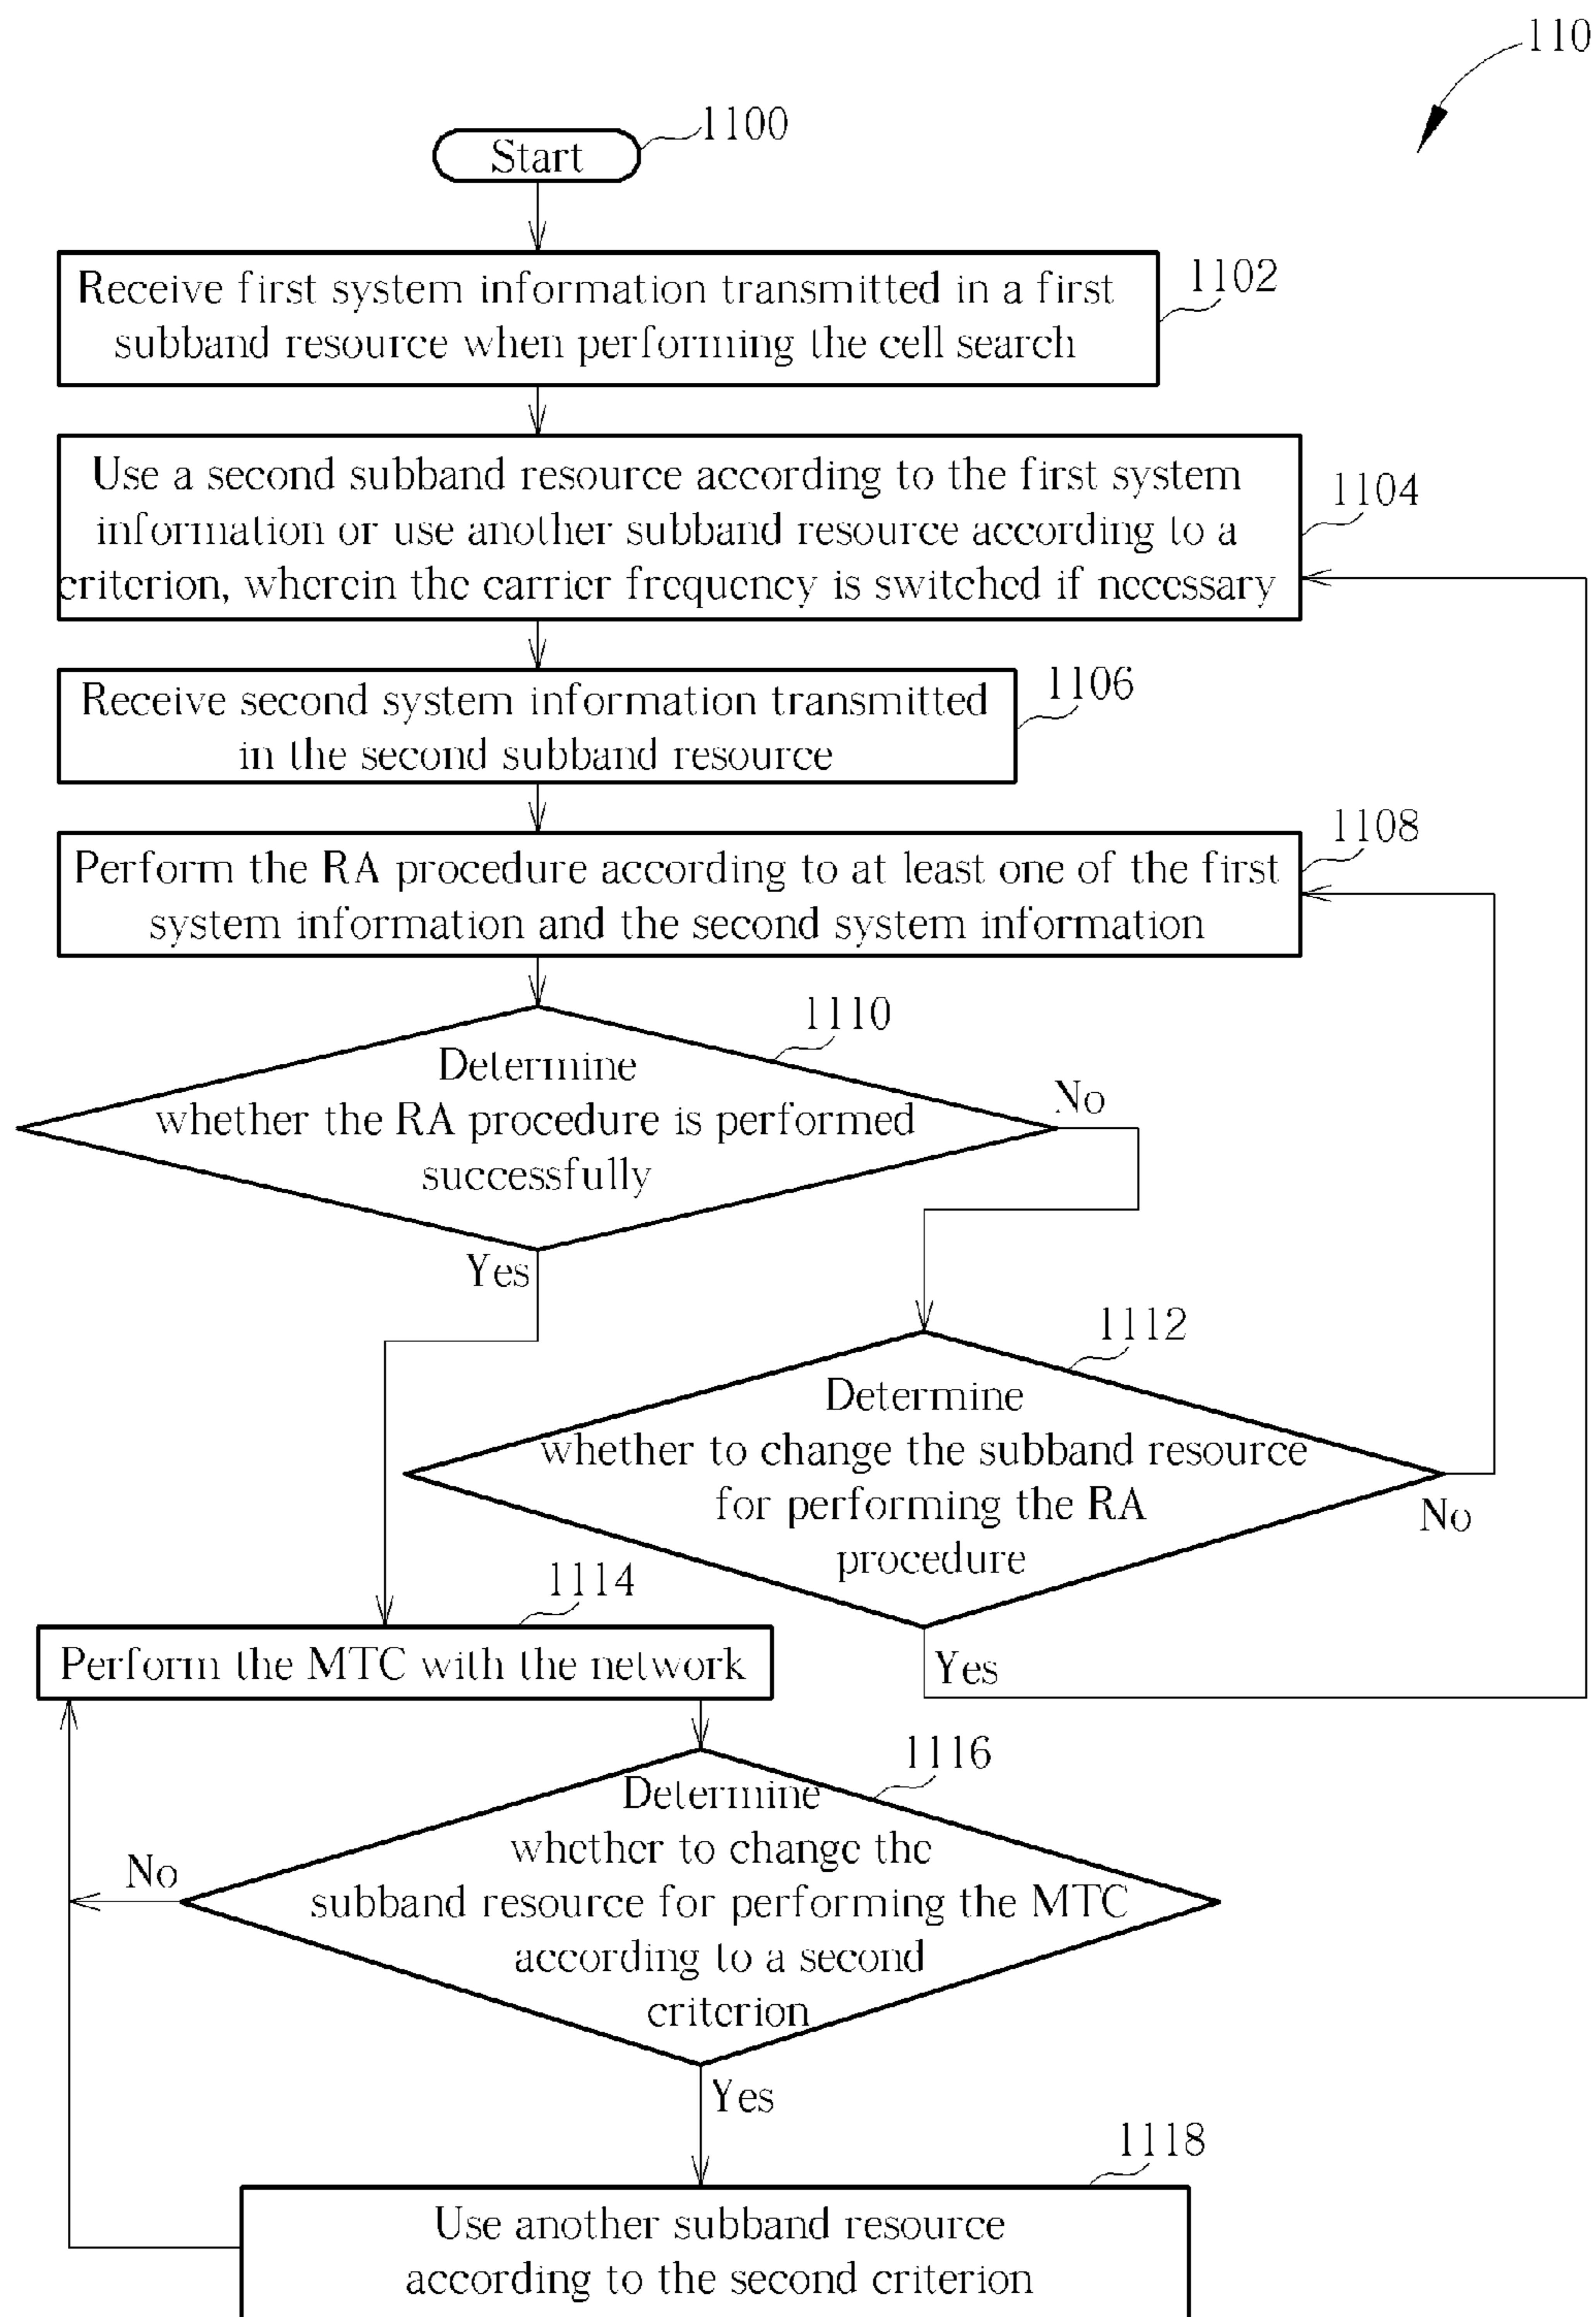 110
Start
1100
Receive first system information transmitted in a first
subband resource when performing the cell search
1102
Use a second subband resource according to the first system
information or use another subband resource according to a
criterion, wherein the carrier frequency is switched if necessary
1104
Receive second system information transmitted
in the second subband resource
1106
Perform the RA procedure according to at least one of the first
system information and the second system information
1108
Determine
whether the RA procedure is performed
successfully
1110
No
Yes
Determine
whether to change the subband resource
for performing the RA
procedure
1112
No
Yes
Perform the MTC with the network
1114
Determine
whether to change the
subband resource for performing the MTC
according to a second
criterion
1116
No
Yes
Use another subband resource
according to the second criterion
1118